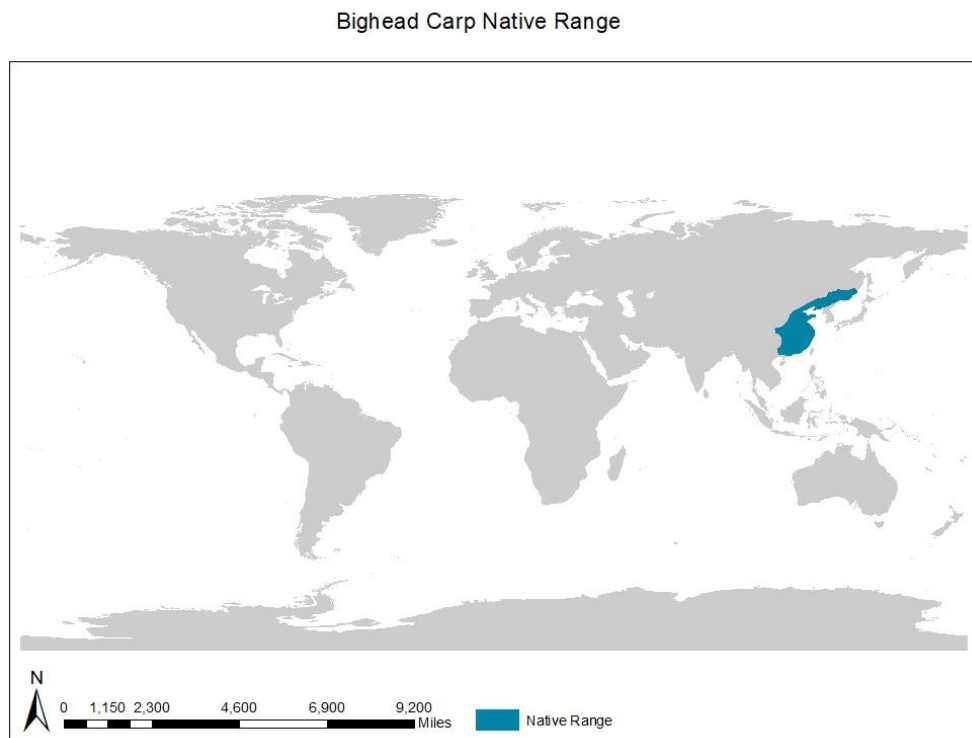 Bighead Carp Native Range
N
0 1,150 2,300 4,600 6,900 9,200
Miles
Native Range